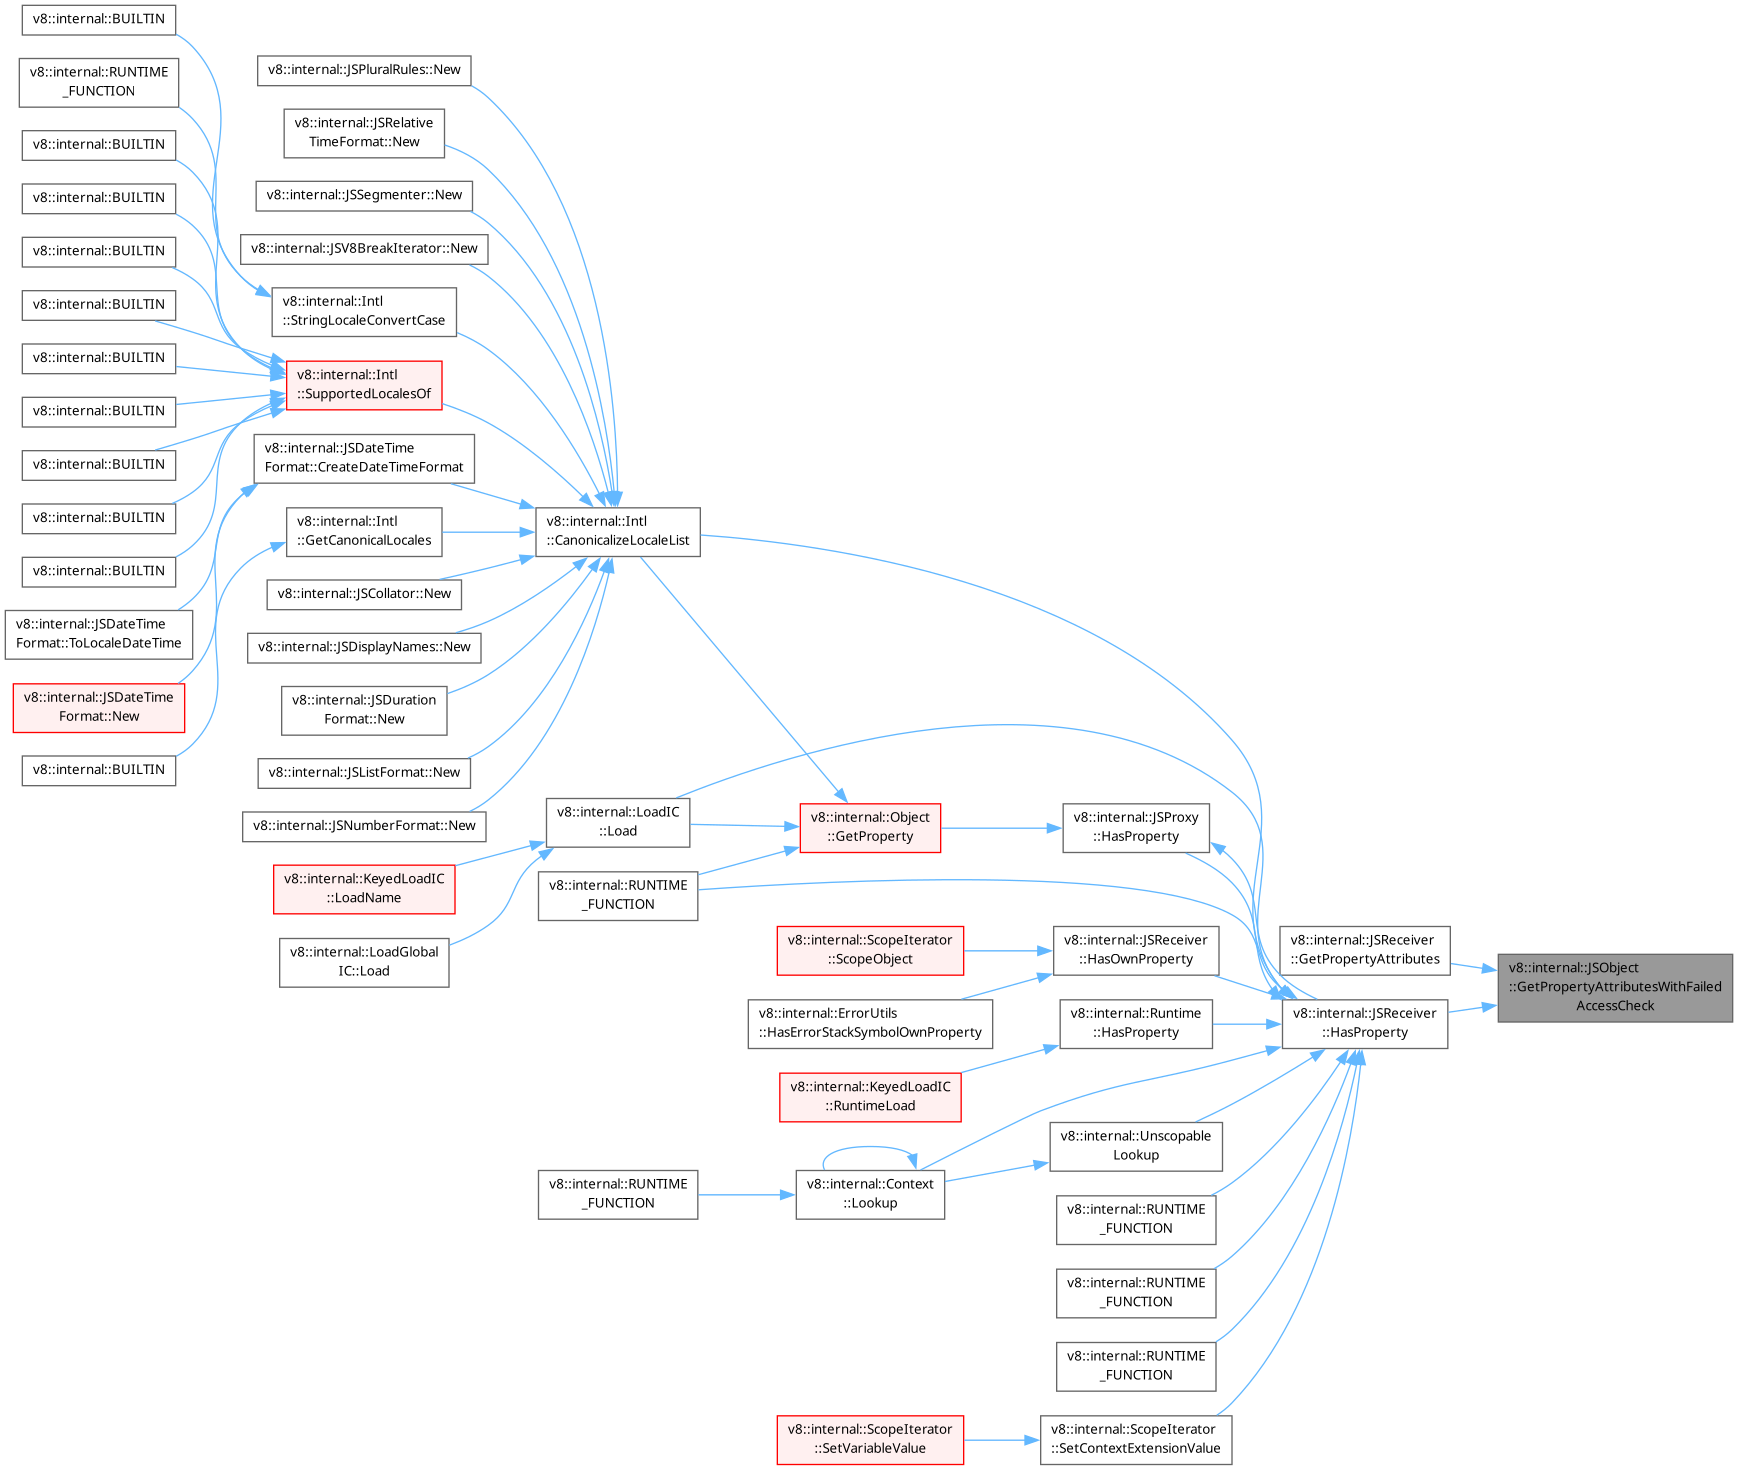 v8::internal::BUILTIN
v8::internal::RUNTIME
_FUNCTION
v8::internal::BUILTIN
v8::internal::BUILTIN
v8::internal::BUILTIN
v8::internal::BUILTIN
v8::internal::BUILTIN
v8::internal::BUILTIN
v8::internal::BUILTIN
v8::internal::BUILTIN
v8::internal::BUILTIN
v8::internal::JSDateTime
Format::ToLocaleDateTime
v8::internal::JSDateTime
Format::New
v8::internal::BUILTIN
v8::internal::JSPluralRules::New
v8::internal::JSRelative
TimeFormat::New
v8::internal::JSSegmenter::New
v8::internal::JSV8BreakIterator::New
v8::internal::Intl
::StringLocaleConvertCase
v8::internal::Intl
::SupportedLocalesOf
v8::internal::JSDateTime
Format::CreateDateTimeFormat
v8::internal::Intl
::GetCanonicalLocales
v8::internal::JSCollator::New
v8::internal::JSDisplayNames::New
v8::internal::JSDuration
Format::New
v8::internal::JSListFormat::New
v8::internal::JSNumberFormat::New
v8::internal::KeyedLoadIC
::LoadName
v8::internal::LoadGlobal
IC::Load
v8::internal::Intl
::CanonicalizeLocaleList
v8::internal::LoadIC
::Load
v8::internal::RUNTIME
_FUNCTION
v8::internal::RUNTIME
_FUNCTION
v8::internal::Object
::GetProperty
v8::internal::ScopeIterator
::ScopeObject
v8::internal::ErrorUtils
::HasErrorStackSymbolOwnProperty
v8::internal::KeyedLoadIC
::RuntimeLoad
v8::internal::Context
::Lookup
v8::internal::ScopeIterator
::SetVariableValue
v8::internal::JSProxy
::HasProperty
v8::internal::JSReceiver
::HasOwnProperty
v8::internal::Runtime
::HasProperty
v8::internal::Unscopable
Lookup
v8::internal::RUNTIME
_FUNCTION
v8::internal::RUNTIME
_FUNCTION
v8::internal::RUNTIME
_FUNCTION
v8::internal::ScopeIterator
::SetContextExtensionValue
v8::internal::JSReceiver
::GetPropertyAttributes
v8::internal::JSReceiver
::HasProperty
v8::internal::JSObject
::GetPropertyAttributesWithFailed
AccessCheck